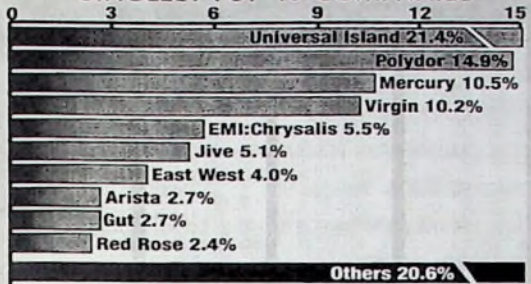 0 3 6 9 12 15
Universal Island 21.4%
Polydor 14.9%
Mercury 10.5%
Virgin 10.2%
EMI:Chrysalis 5.5%
Jive 5.1%
East West 4.0%
Arista 2.7%
Gut 2.7%
Red Rose 2.4%
Others 20.6%